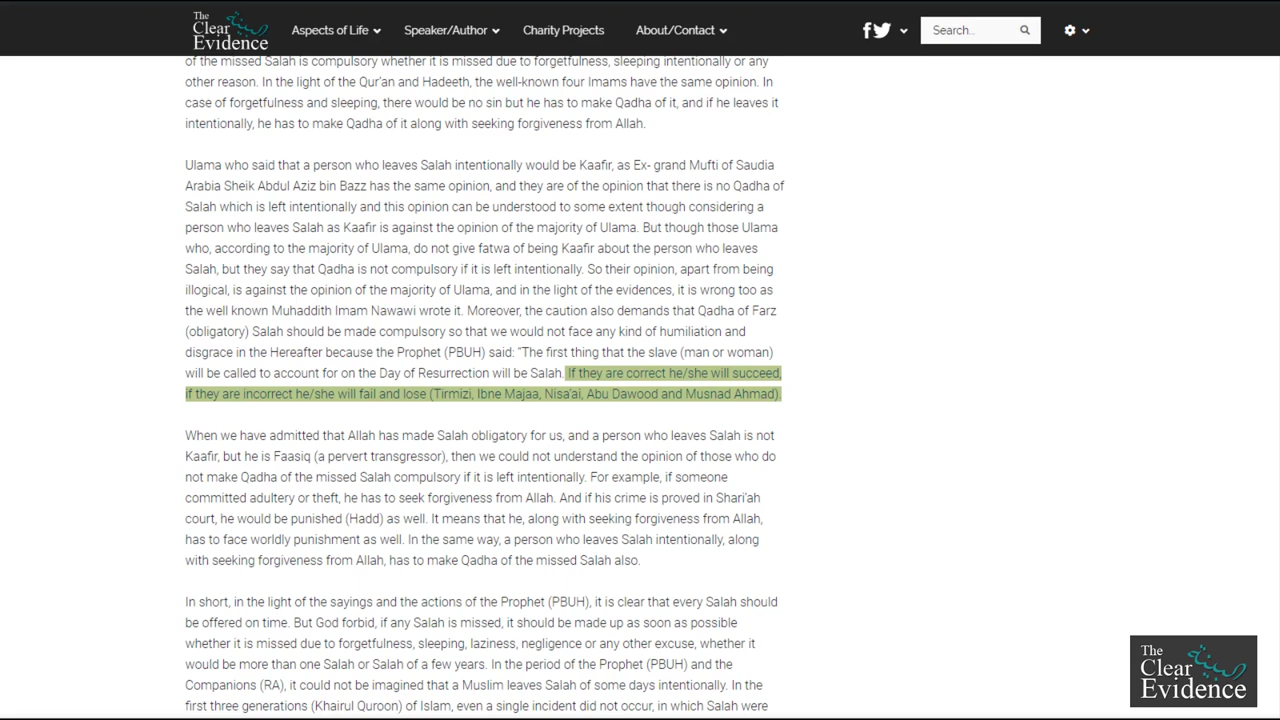 The
Clear
Evidence
Aspects of Life
Speaker/Author
Charity Projects
About/Contact
Search...
of the missed Salah is compulsory whether it is missed due to forgetfulness, sleeping intentionally or any
other reason. In the light of the Qur'an and Hadeeth, the well-known four Imams have the same opinion. In
case of forgetfulness and sleeping, there would be no sin but he has to make Qadha of it, and if he leaves it
intentionally, he has to make Qadha of it along with seeking forgiveness from Allah.
Ulama who said that a person who leaves Salah intentionally would be Kaafir, as Ex- grand Mufti of Saudia
Arabia Sheik Abdul Aziz bin Bazz has the same opinion, and they are of the opinion that there is no Qadha of
Salah which is left intentionally and this opinion can be understood to some extent though considering a
person who leaves Salah as Kaafir is against the opinion of the majority of Ulama. But though those Ulama
who, according to the majority of Ulama, do not give fatwa of being Kaafir about the person who leaves
Salah, but they say that Qadha is not compulsory if it is left intentionally. So their opinion, apart from being
illogical, is against the opinion of the majority of Ulama, and in the light of the evidences, it is wrong too as
the well known Muhaddith Imam Nawawi wrote it. Moreover, the caution also demands that Qadha of Farz
(obligatory) Salah should be made compulsory so that we would not face any kind of humiliation and
disgrace in the Hereafter because the Prophet (PBUH) said: "The first thing that the slave (man or woman)
will be called to account for on the Day of Resurrection will be Salah. If they are correct he/she will succeed,
if they are incorrect he/she will fail and lose (Tirmizi, Ibne Majaa, Nisa'ai, Abu Dawood and Musnad Ahmad).
When we have admitted that Allah has made Salah obligatory for us, and a person who leaves Salah is not
Kaafir, but he is Faasiq (a pervert transgressor), then we could not understand the opinion of those who do
not make Qadha of the missed Salah compulsory if it is left intentionally. For example, if someone
committed adultery or theft, he has to seek forgiveness from Allah. And if his crime is proved in Shari'ah
court, he would be punished (Hadd) as well. It means that he, along with seeking forgiveness from Allah,
has to face worldly punishment as well. In the same way, a person who leaves Salah intentionally, along
with seeking forgiveness from Allah, has to make Qadha of the missed Salah also.
In short, in the light of the sayings and the actions of the Prophet (PBUH), it is clear that every Salah should
be offered on time. But God forbid, if any Salah is missed, it should be made up as soon as possible
whether it is missed due to forgetfulness, sleeping, laziness, negligence or any other excuse, whether it
would be more than one Salah or Salah of a few years. In the period of the Prophet (PBUH) and the
Companions (RA), it could not be imagined that a Muslim leaves Salah of some days intentionally. In the
first three generations (Khairul Quroon) of Islam, even a single incident did not occur, in which Salah were
The
Clear
Evidence